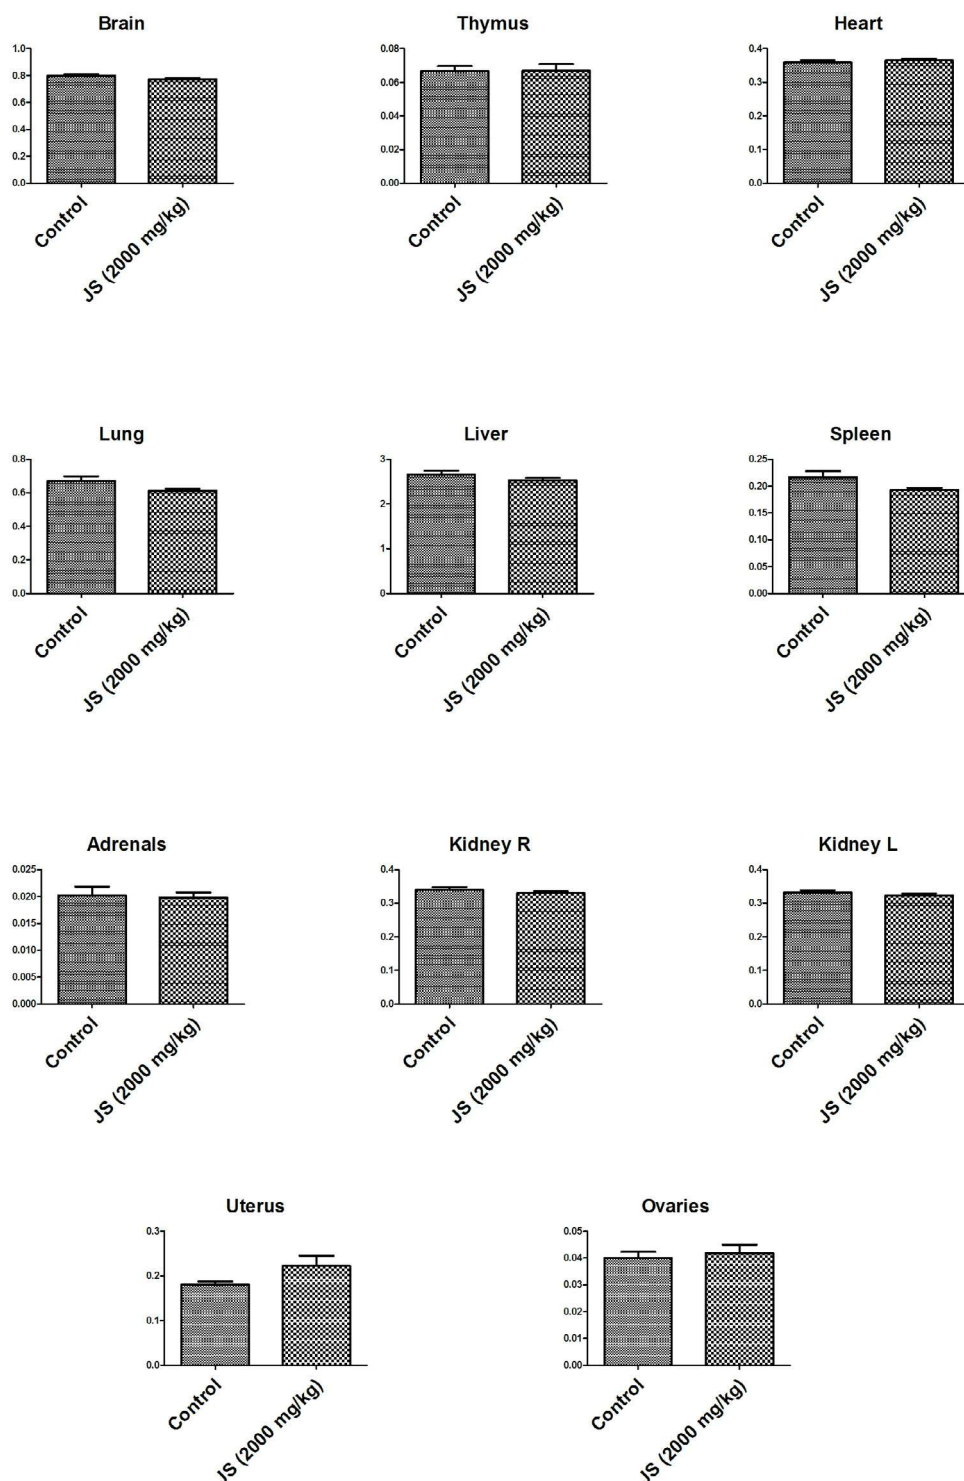 Brain
1.0
0.8
0.6
0.4
0.2
0.0
Control
JS (2000 mg/kg)
Thymus
0.08
0.06
0.04
0.02
0.00
Control
JS (2000 mg/kg)
Heart
0.4
0.3
0.2
0.1
0.0
Control
JS (2000 mg/kg)
Lung
0.8
0.6
0.4
0.2
0.0
Control
JS (2000 mg/kg)
Liver
3
2
1
0
Control
JS (2000 mg/kg)
Spleen
0.25
0.20
0.15
0.10
0.05
0.00
Control
JS (2000 mg/kg)
Adrenals
0.025
0.020
0.015
0.010
0.005
0.000
Control
JS (2000 mg/kg)
Kidney R
0.4
0.3
0.2
0.1
0.0
Control
JS (2000 mg/kg)
Kidney L
0.4
0.3
0.2
0.1
0.0
Control
JS (2000 mg/kg)
Uterus
0.3
0.2
0.1
0.0
Control
JS (2000 mg/kg)
Ovaries
0.05
0.04
0.03
0.02
0.01
0.00
Control
JS (2000 mg/kg)